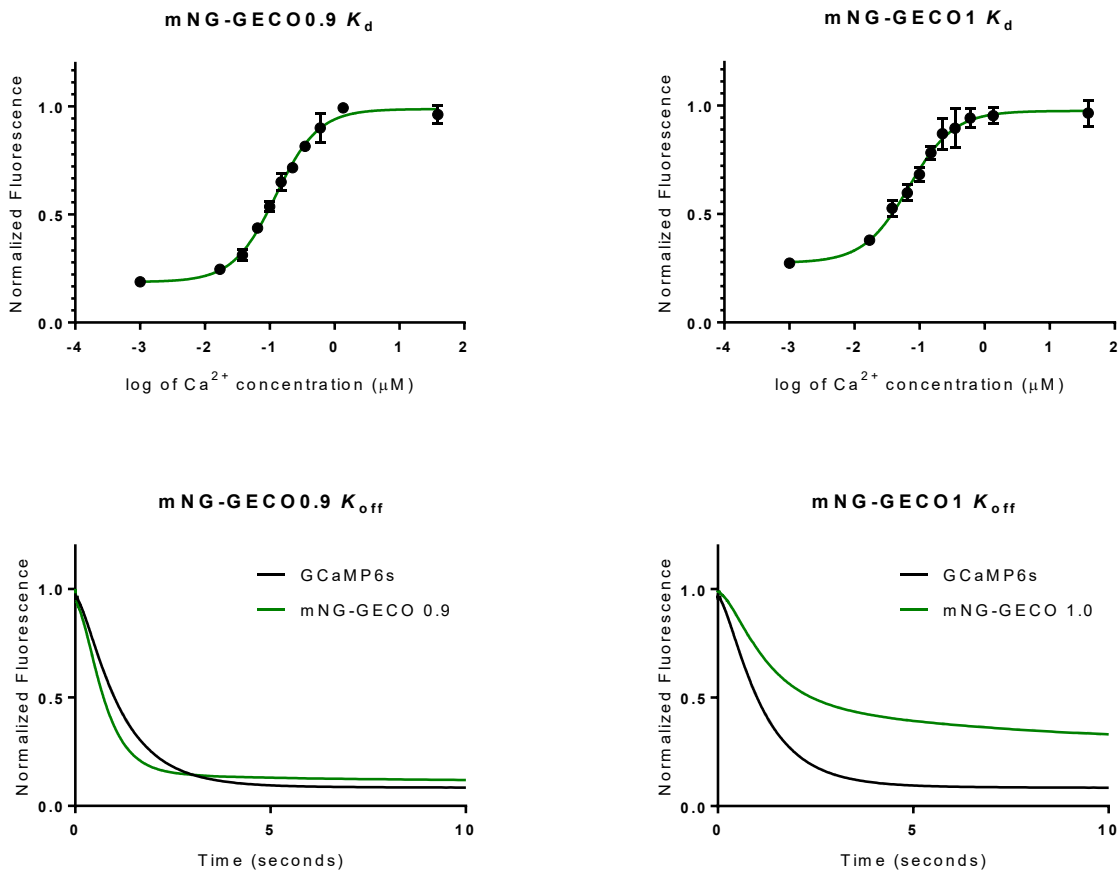 mNG-GECO0.9 Kd
Normalized Fluorescence
1.0
0.5
0.0
-4 -3 -2 -1 0 1 2
log of Ca2+ concentration (μM)
mNG-GECO1 Kd
Normalized Fluorescence
1.0
0.5
0.0
-4 -3 -2 -1 0 1 2
log of Ca2+ concentration (μM)
mNG-GECO0.9 Koff
Normalized Fluorescence
1.0
0.5
0.0
GCaMP6s
mNG-GECO 0.9
0 5 10
Time (seconds)
mNG-GECO1 Koff
Normalized Fluorescence
1.0
0.5
0.0
GCaMP6s
mNG-GECO 1.0
0 5 10
Time (seconds)